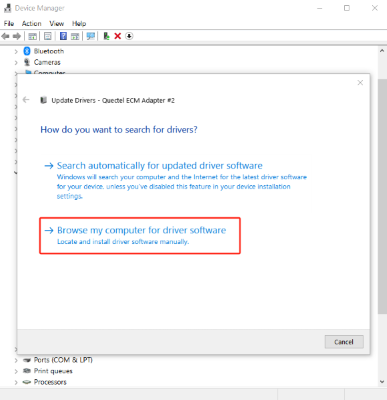 Device Manager
File Action View Help
Bluetooth
Cameras
Computer
Update Drivers - Quectel ECM Adapter #2
How do you want to search for drivers?
Search automatically for updated driver software
Windows will search your computer and the Internet for the latest driver software
for your device, unless you've disabled this feature in your device installation
settings.
Browse my computer for driver software
Locate and install driver software manually.
Cancel
Ports (COM & LPT)
Print queues
Processors